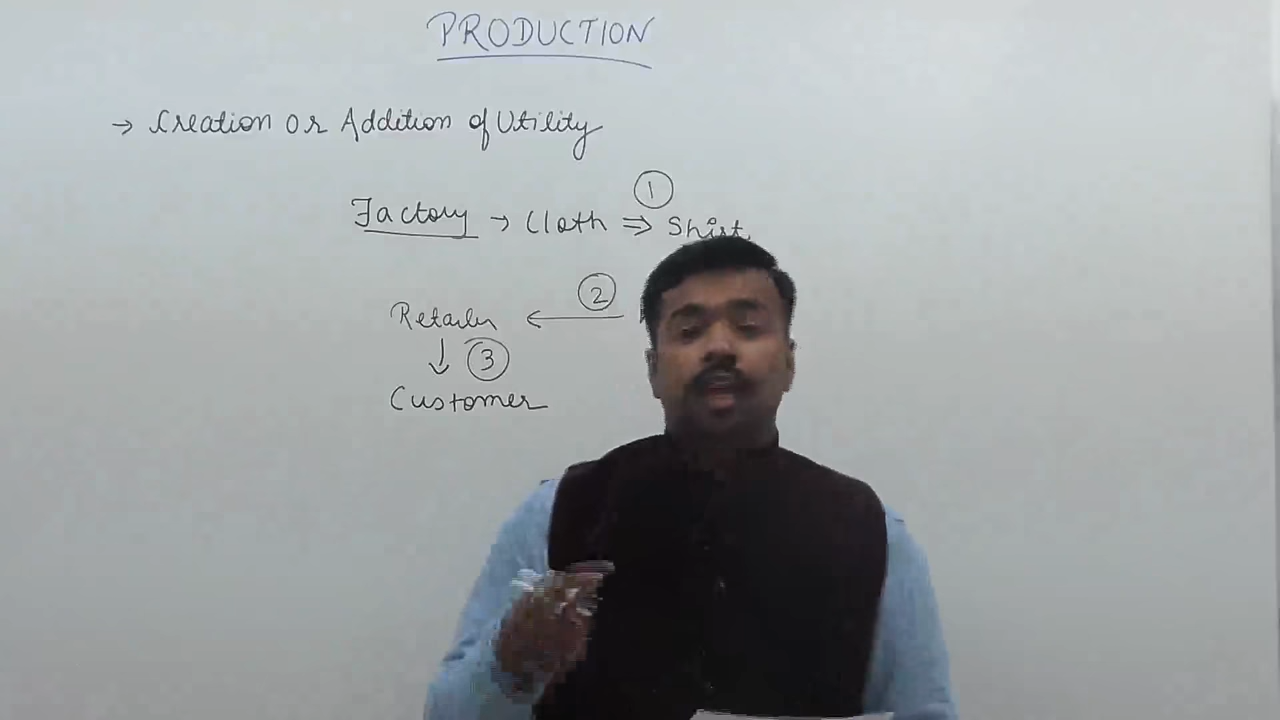 PRODUCTION
→ Creation Or Addition of Utility
Factory → Cloth ⇒ Shirt
1
Retailer ← 2
↓ 3
Customer